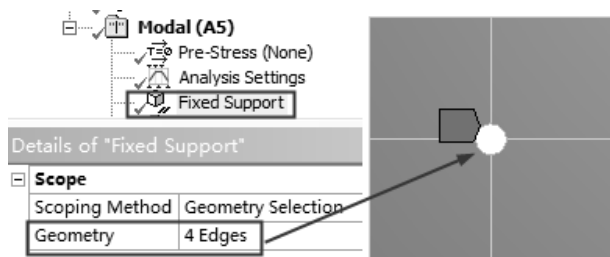 Modal (A5)
Pre-Stress (None)
Analysis Settings
Fixed Support
Details of "Fixed Support"
Scope
Scoping Method Geometry Selection
Geometry 4 Edges